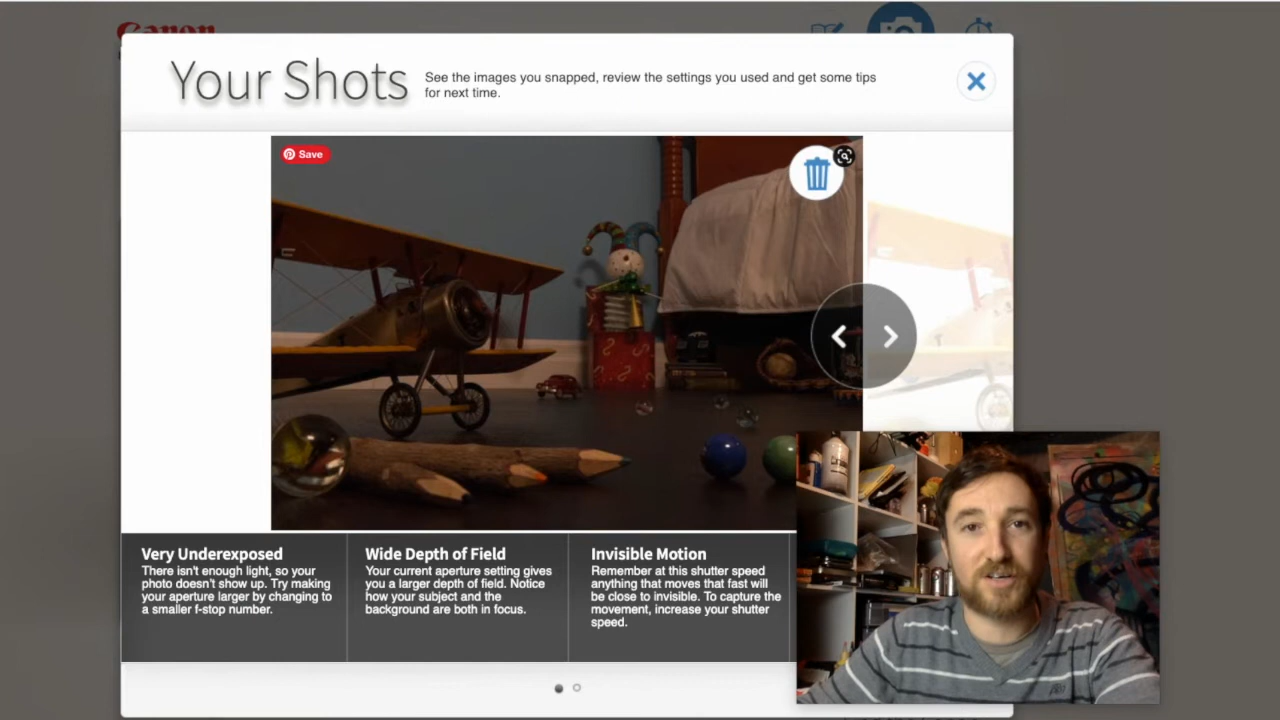 Canon
Your Shots
See the images you snapped, review the settings you used and get some tips
for next time.
Save
Very Underexposed
There isn't enough light, so your
photo doesn't show up. Try making
your aperture larger by changing to
a smaller f-stop number.
Wide Depth of Field
Your current aperture setting gives
you a larger depth of field. Notice
how your subject and the
background are both in focus.
Invisible Motion
Remember at this shutter speed
anything that moves that fast will
be close to invisible. To capture the
movement, increase your shutter
speed.